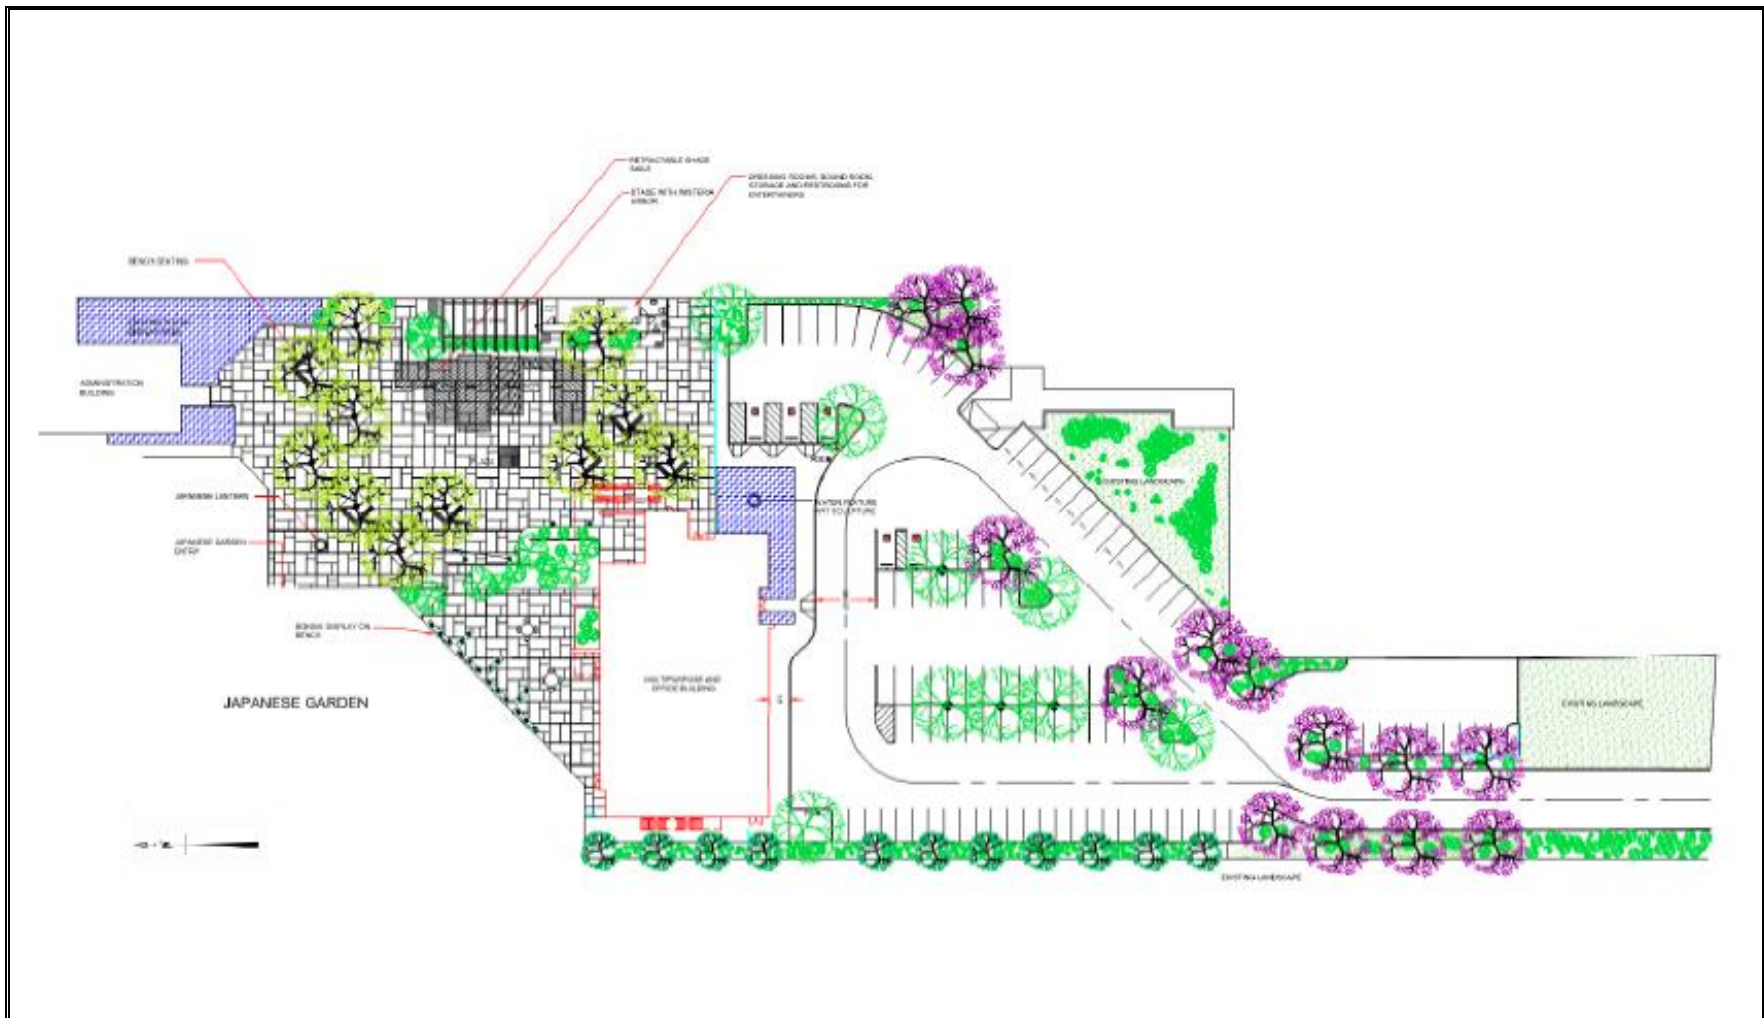 RETRACTABLE SHADE
SAILS
STAGE WITH WISTERIA
ARBOR
DRESSING ROOMS, SOUND ROOM,
STORAGE AND RESTROOMS FOR
ENTERTAINERS
BENCH SEATING
ADMINISTRATION
BUILDING
JAPANESE LANTERN
JAPANESE GARDEN
ENTRY
WATER FEATURE
ART SCULPTURE
EXISTING LANDSCAPE
BONSAI DISPLAY ON
BENCH
MULTIPURPOSE AND
OFFICE BUILDING
JAPANESE GARDEN
EXISTING LANDSCAPE
EXISTING LANDSCAPE